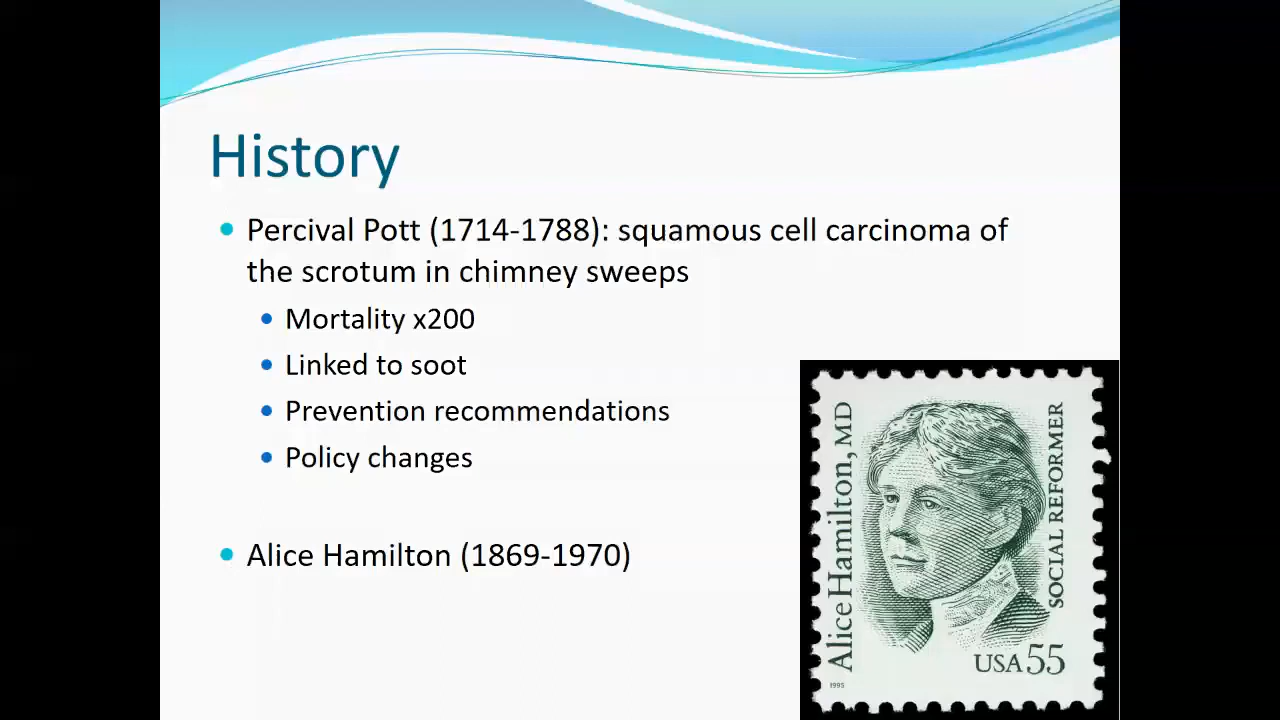 History
Percival Pott (1714-1788): squamous cell carcinoma of
the scrotum in chimney sweeps
Mortality x200
Linked to soot
Prevention recommendations
Policy changes
Alice Hamilton (1869-1970)
Alice Hamilton, MD
SOCIAL REFORMER
USA 55
1995